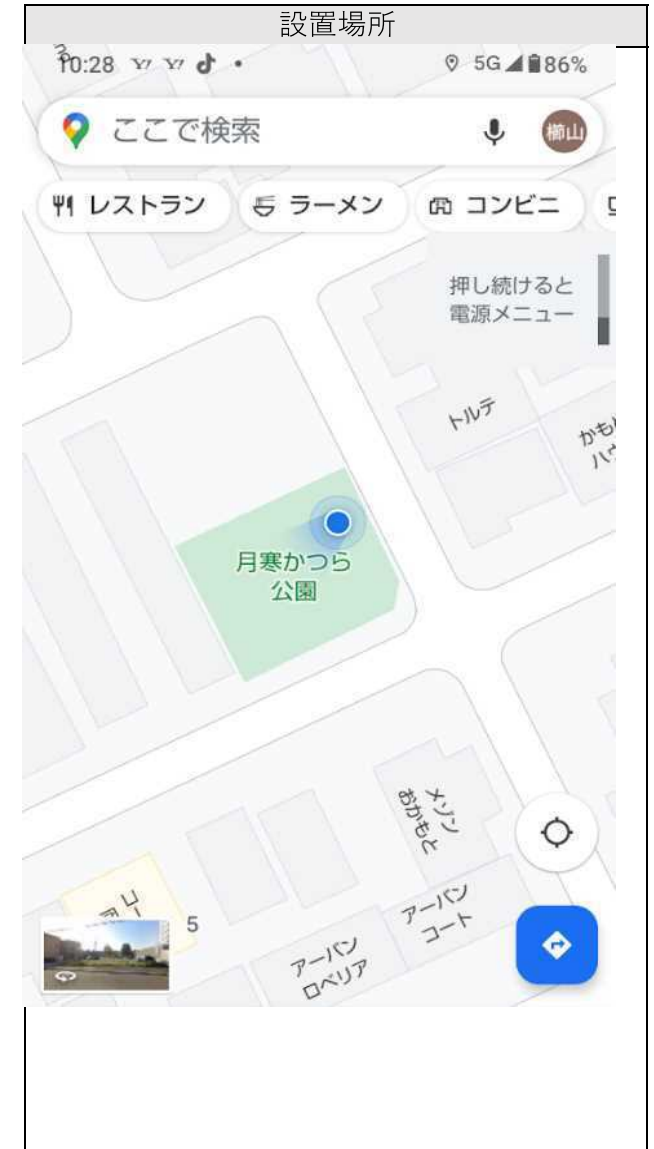 設置場所
10:28
5G 86%
ここで検索
櫛山
レストラン
ラーメン
コンビニ
押し続けると
電源メニュー
トルテ
月寒かつら
公園
メゾン
おかもと
アーバン
コート
5
アーバン
ロベリア